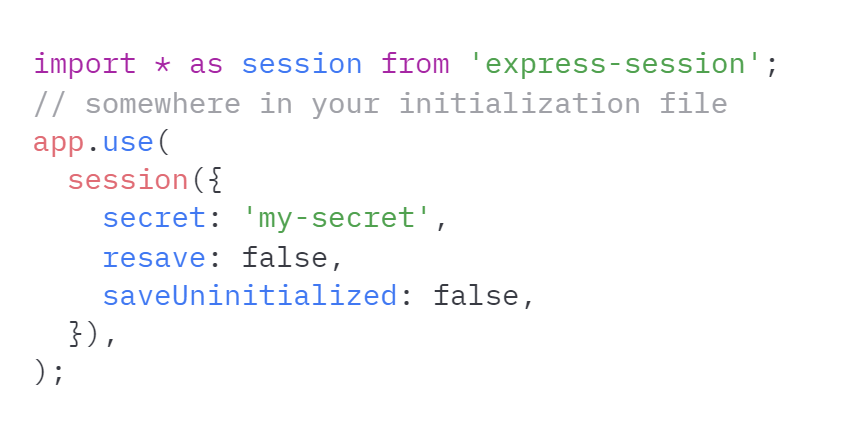 import * as session from 'express-session';
// somewhere in your initialization file
app.use(
  session({
    secret: 'my-secret',
    resave: false,
    saveUninitialized: false,
  }),
);